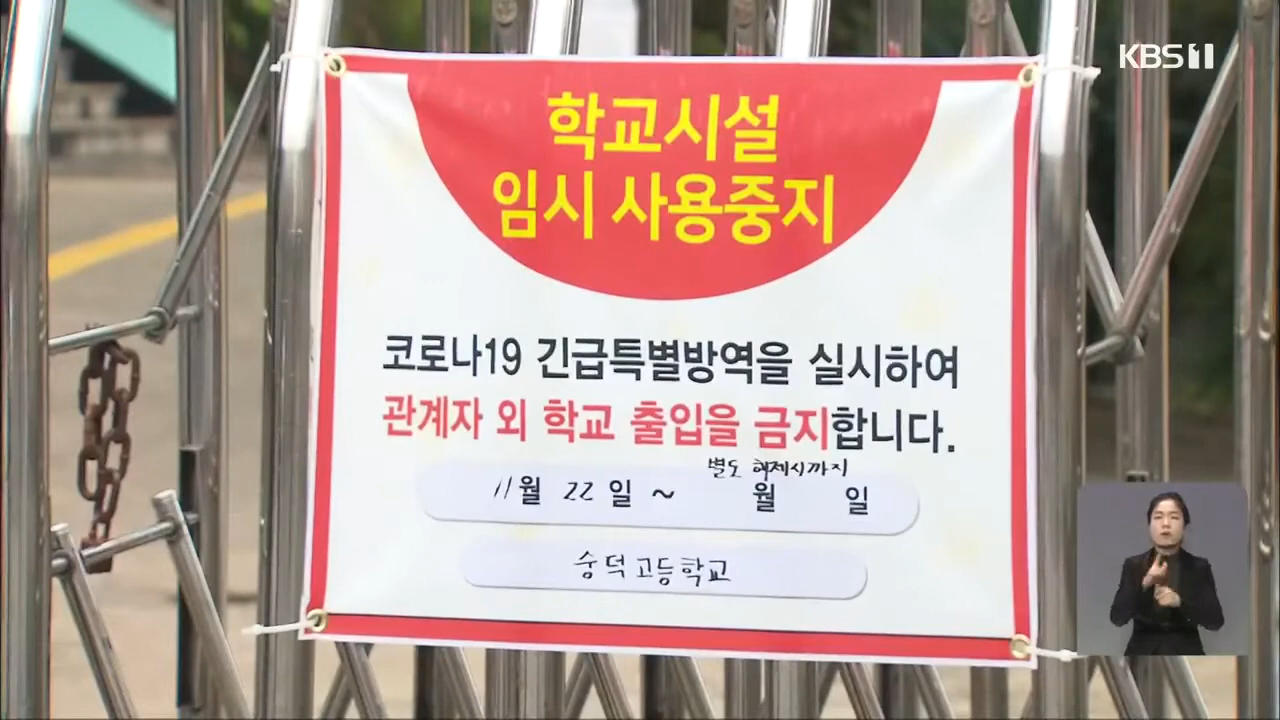 KBS1
학교시설
임시 사용중지
코로나19 긴급특별방역을 실시하여
관계자 외 학교 출입을 금지합니다.
별도 해제시까지
11월 22일 ~ 월 일
숭덕고등학교